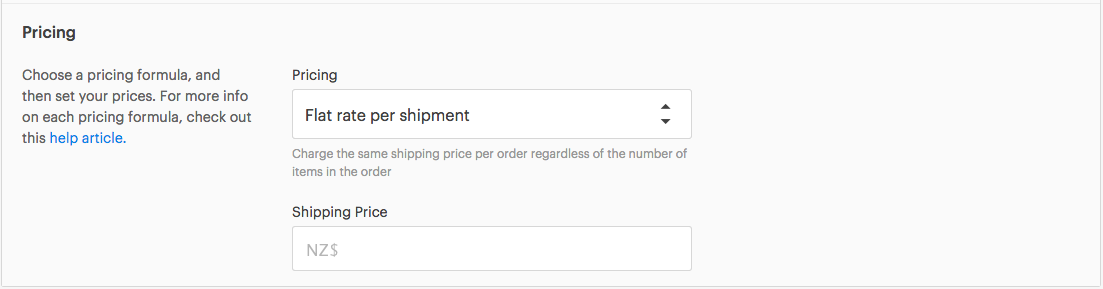 Pricing
Choose a pricing formula, and
then set your prices. For more info
on each pricing formula, check out
this help article.
Pricing
Flat rate per shipment
Charge the same shipping price per order regardless of the number of
items in the order
Shipping Price
NZ$